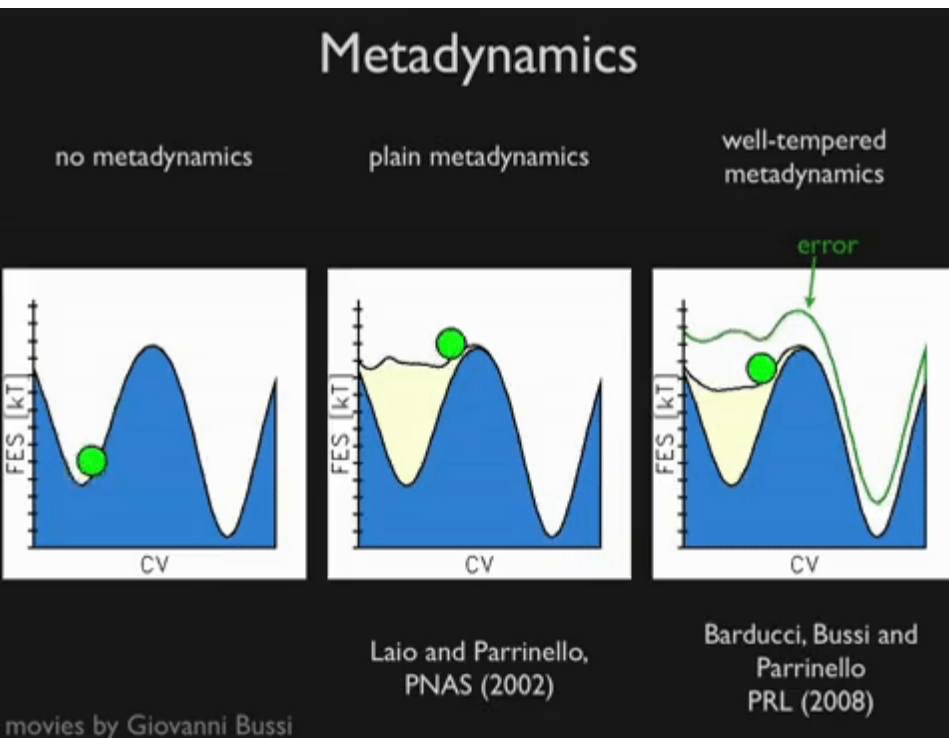 Metadynamics
no metadynamics
plain metadynamics
well-tempered
metadynamics
error
FES [kT]
CV
FES [kT]
CV
FES [kT]
CV
Laio and Parrinello,
PNAS (2002)
Barducci, Bussi and
Parrinello
PRL (2008)
movies by Giovanni Bussi